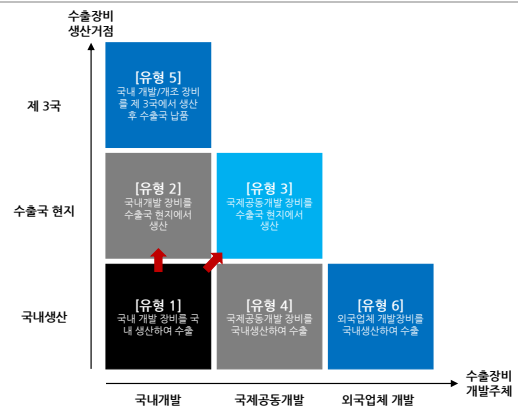 수출장비
생산거점
제 3국
[유형 5]
국내 개발/개조 장비
를 제 3국에서 생산
후 수출국 납품
수출국 현지
[유형 2]
국내개발 장비를
수출국 현지에서
생산
[유형 3]
국제공동개발 장비를
수출국 현지에서
생산
국내생산
[유형 1]
국내 개발 장비를 국
내 생산하여 수출
[유형 4]
국제공동개발 장비를
국내생산하여 수출
[유형 6]
외국업체 개발장비를
국내생산하여 수출
국내개발
국제공동개발
외국업체 개발
수출장비
개발주체